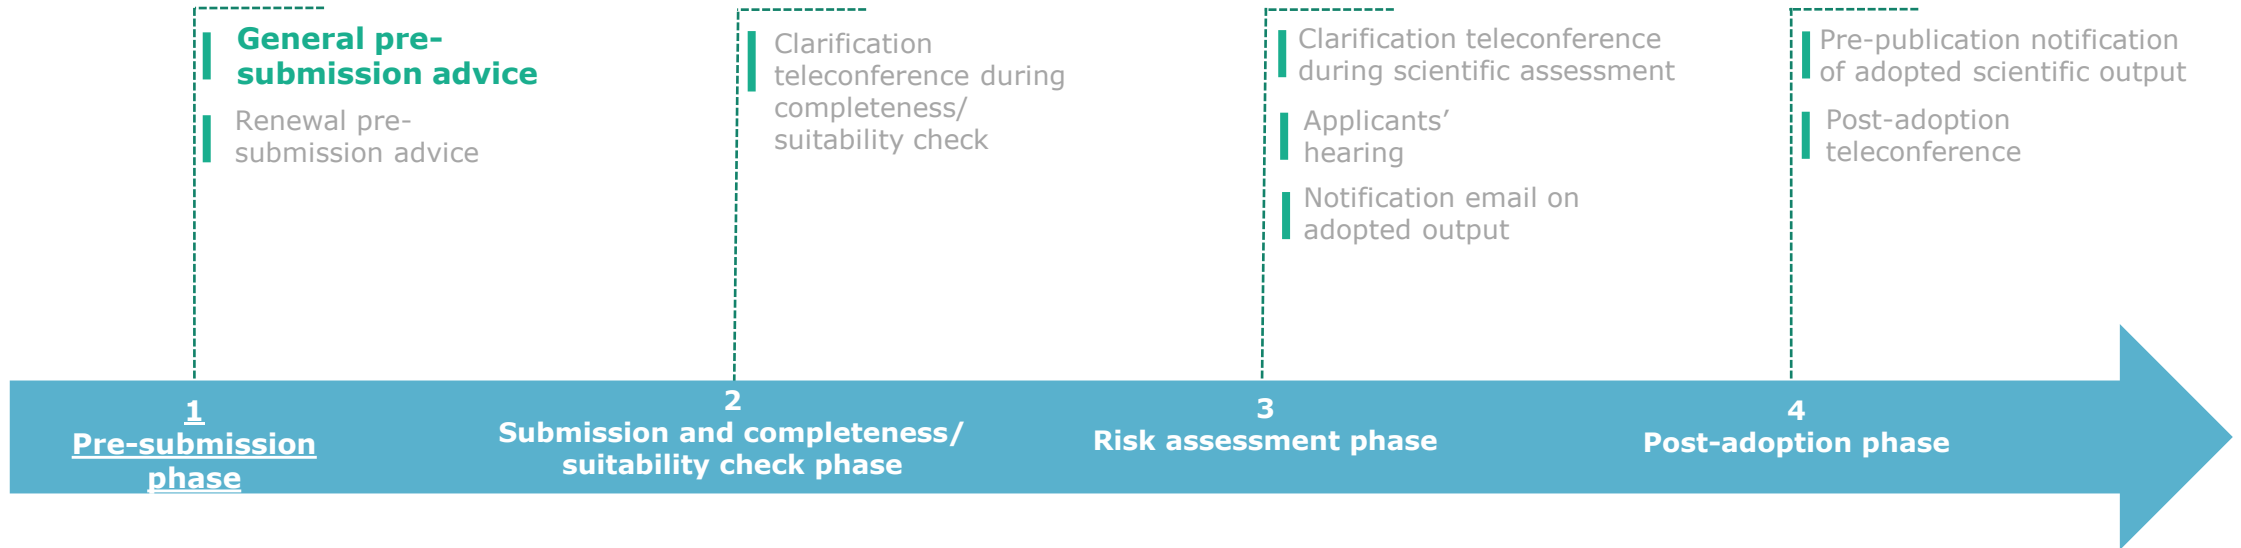 General pre-
submission advice
Renewal pre-
submission advice
Clarification
teleconference during
completeness/
suitability check
Clarification teleconference
during scientific assessment
Applicants’
hearing
Notification email on
adopted output
Pre-publication notification
of adopted scientific output
Post-adoption
teleconference
1
Pre-submission
phase
2
Submission and completeness/
suitability check phase
3
Risk assessment phase
4
Post-adoption phase